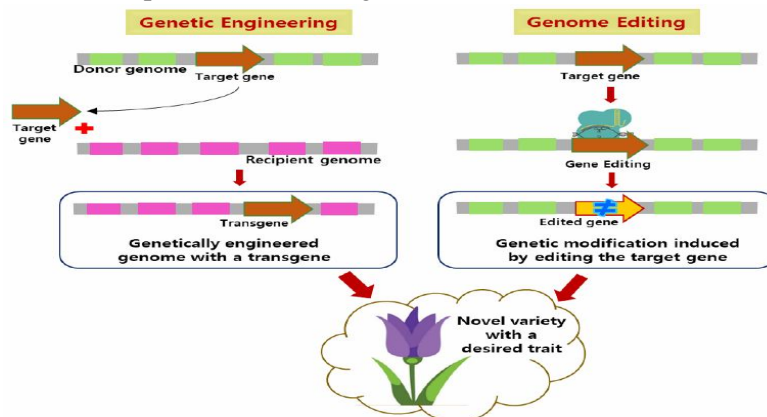 Genetic Engineering
Donor genome
Target gene
Target
gene
Recipient genome
Transgene
Genetically engineered
genome with a transgene
Genome Editing
Target gene
Gene Editing
Edited gene
Genetic modification induced
by editing the target gene
Novel variety
with a
desired trait